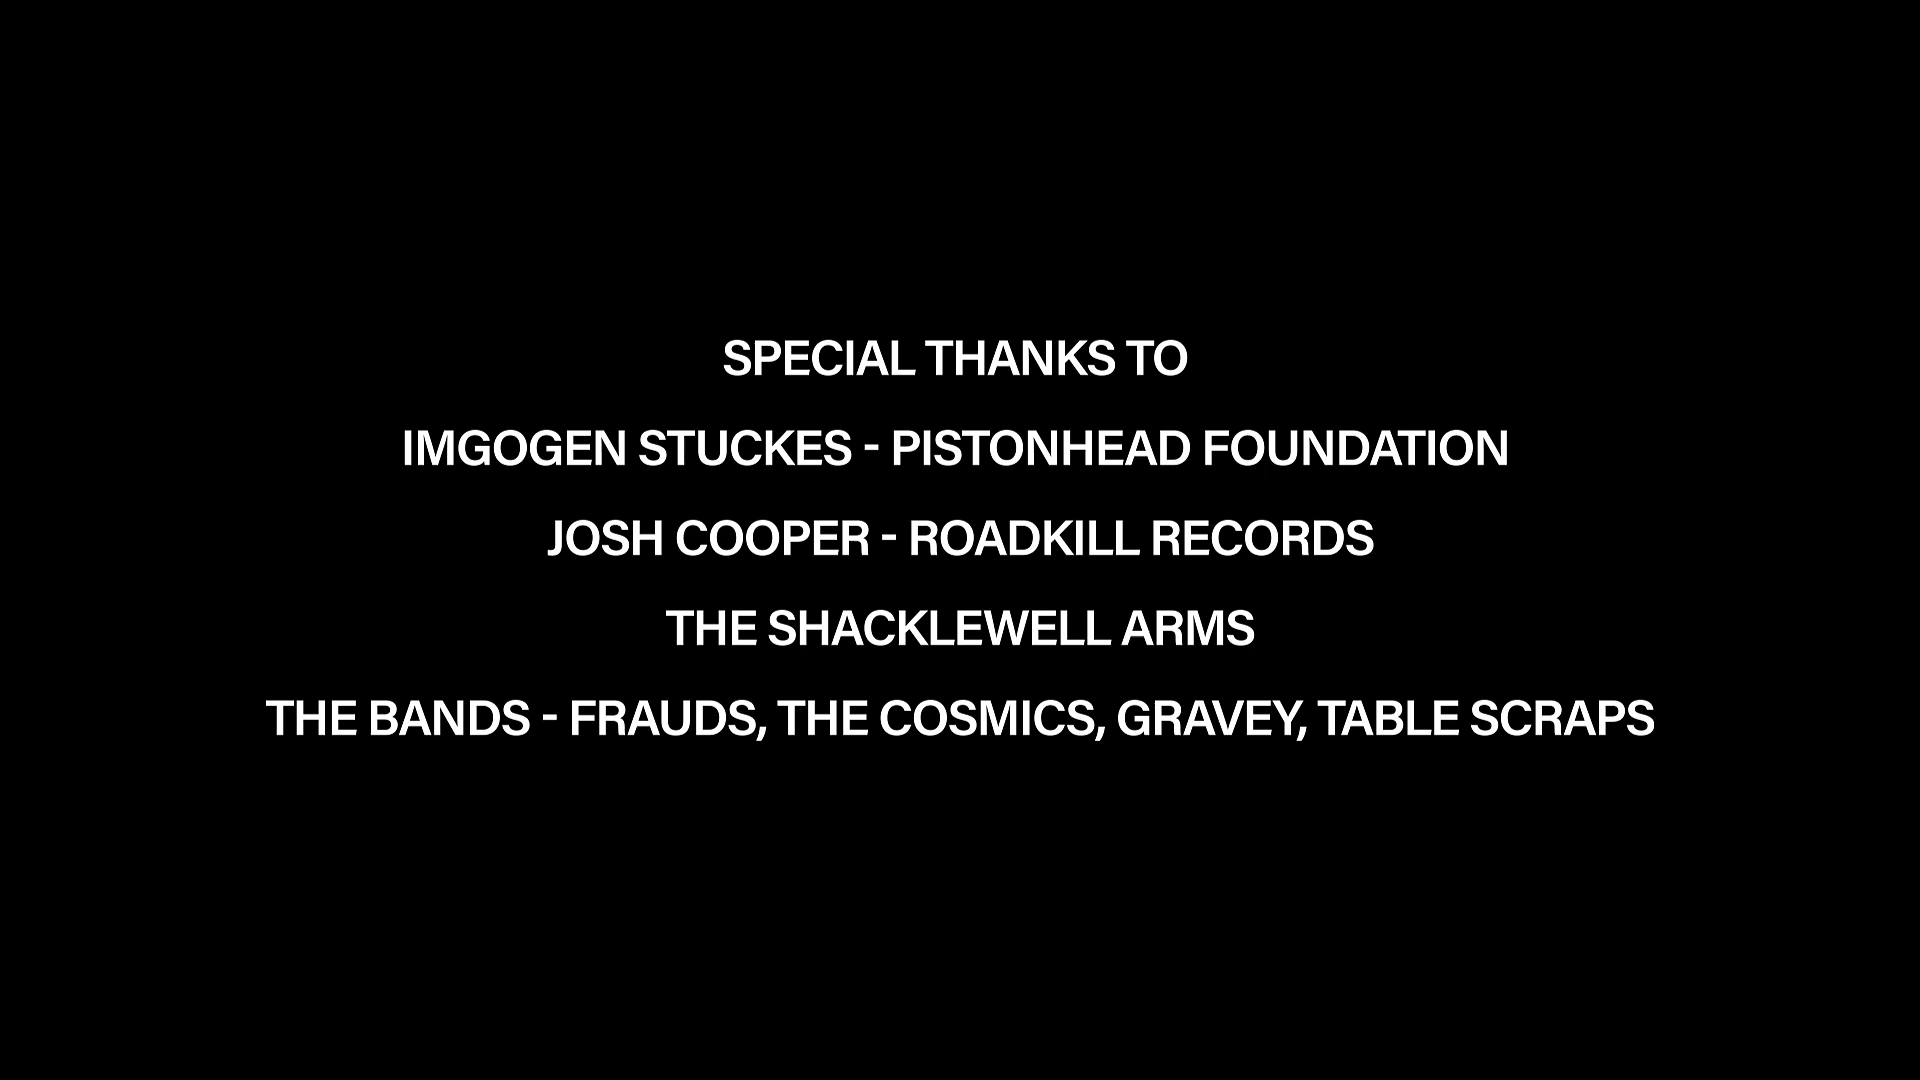 SPECIAL THANKS TO
IMGOGEN STUCKES - PISTONHEAD FOUNDATION
JOSH COOPER - ROADKILL RECORDS
THE SHACKLEWELL ARMS
THE BANDS - FRAUDS, THE COSMICS, GRAVEY, TABLE SCRAPS